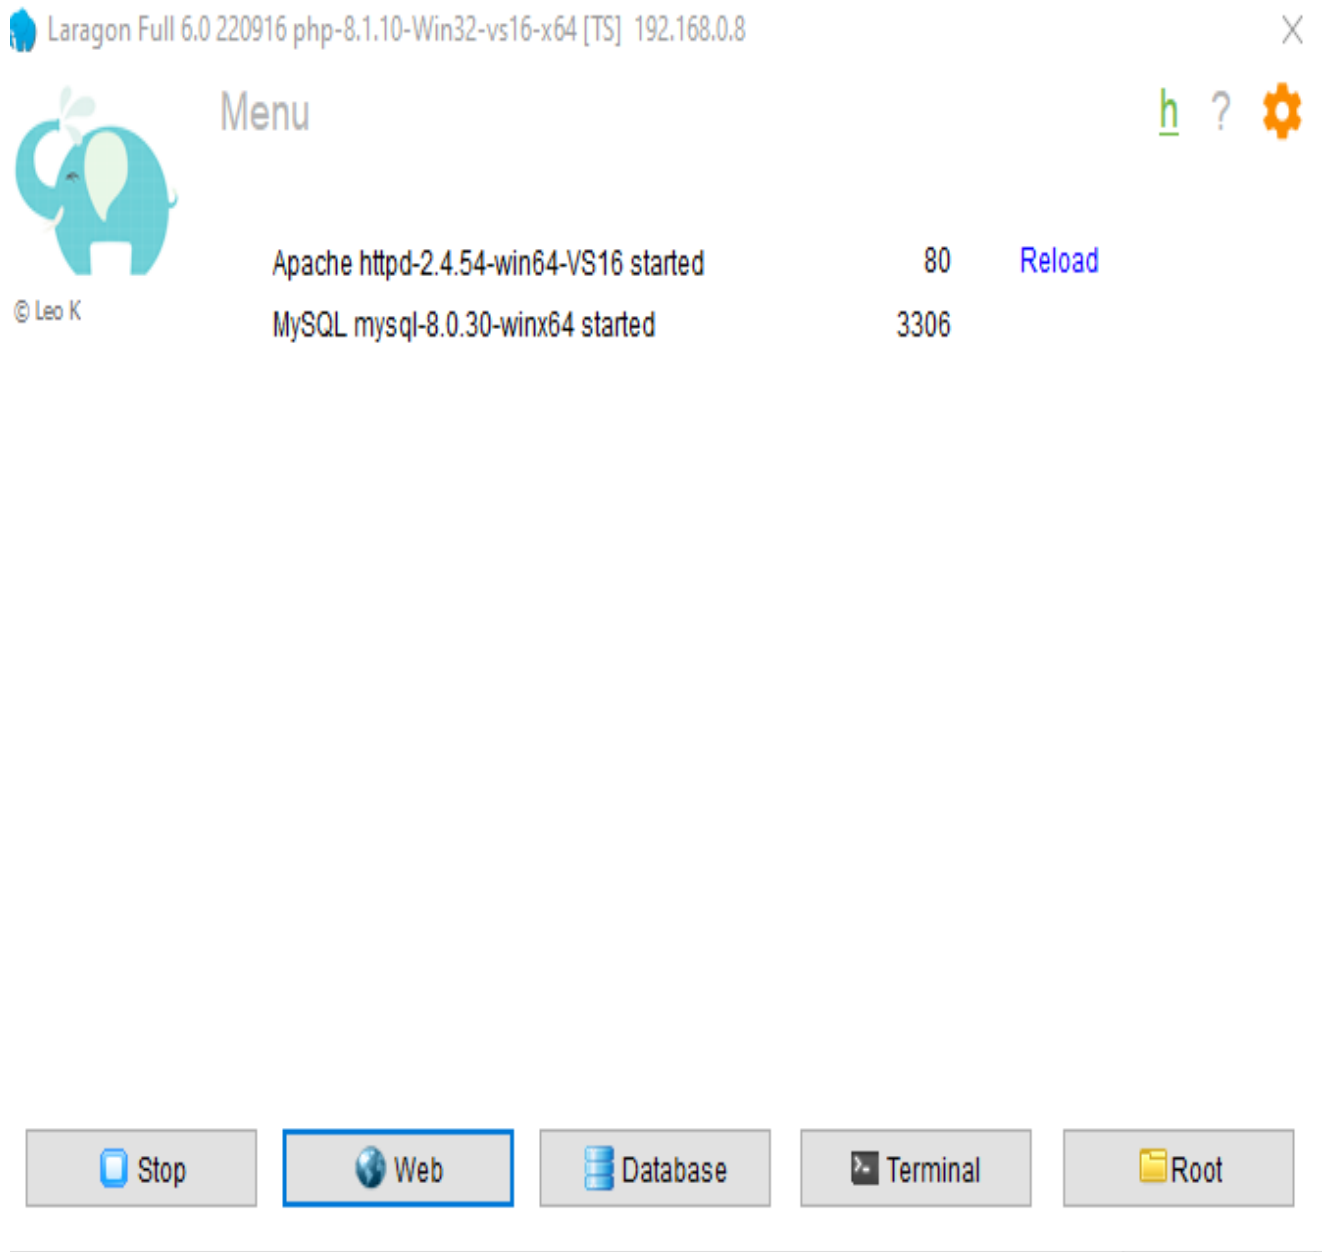 Laragon Full 6.0 220916 php-8.1.10-Win32-vs16-x64 [TS] 192.168.0.8
Menu
h ?
Apache httpd-2.4.54-win64-VS16 started 80 Reload
© Leo K
MySQL mysql-8.0.30-winx64 started 3306
Stop Web Database Terminal Root